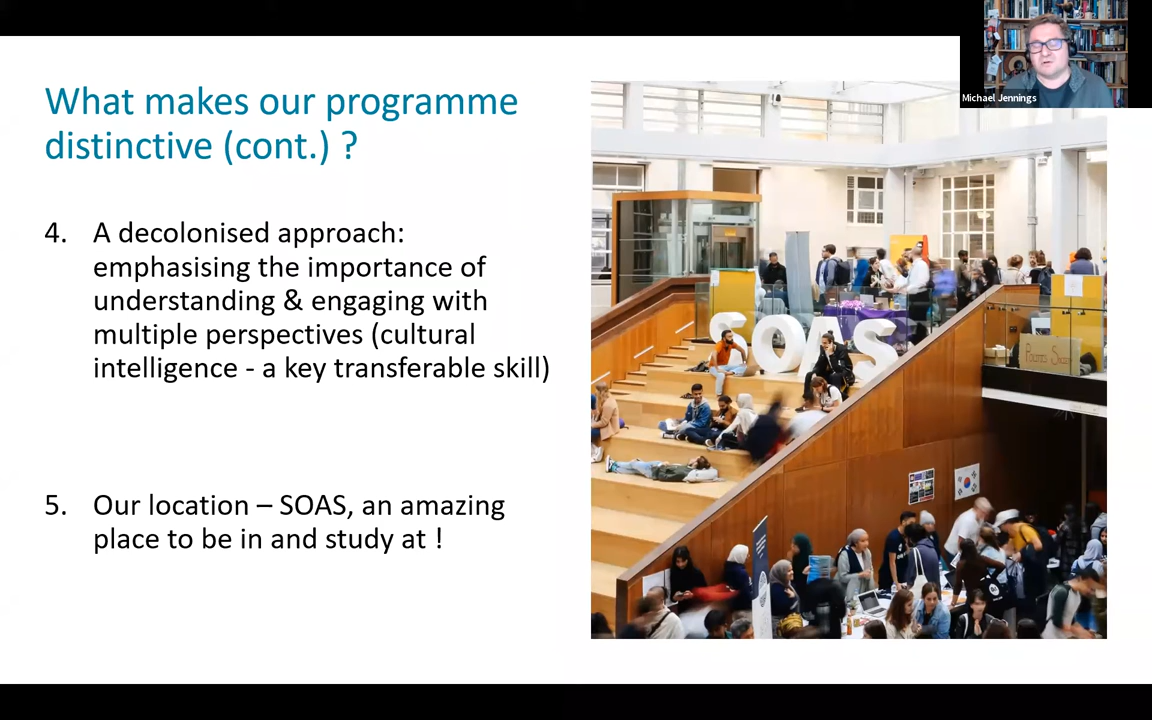 Michael Jennings
What makes our programme
distinctive (cont.) ?
4. A decolonised approach:
emphasising the importance of
understanding & engaging with
multiple perspectives (cultural
intelligence - a key transferable skill)
5. Our location – SOAS, an amazing
place to be in and study at !
SOAS